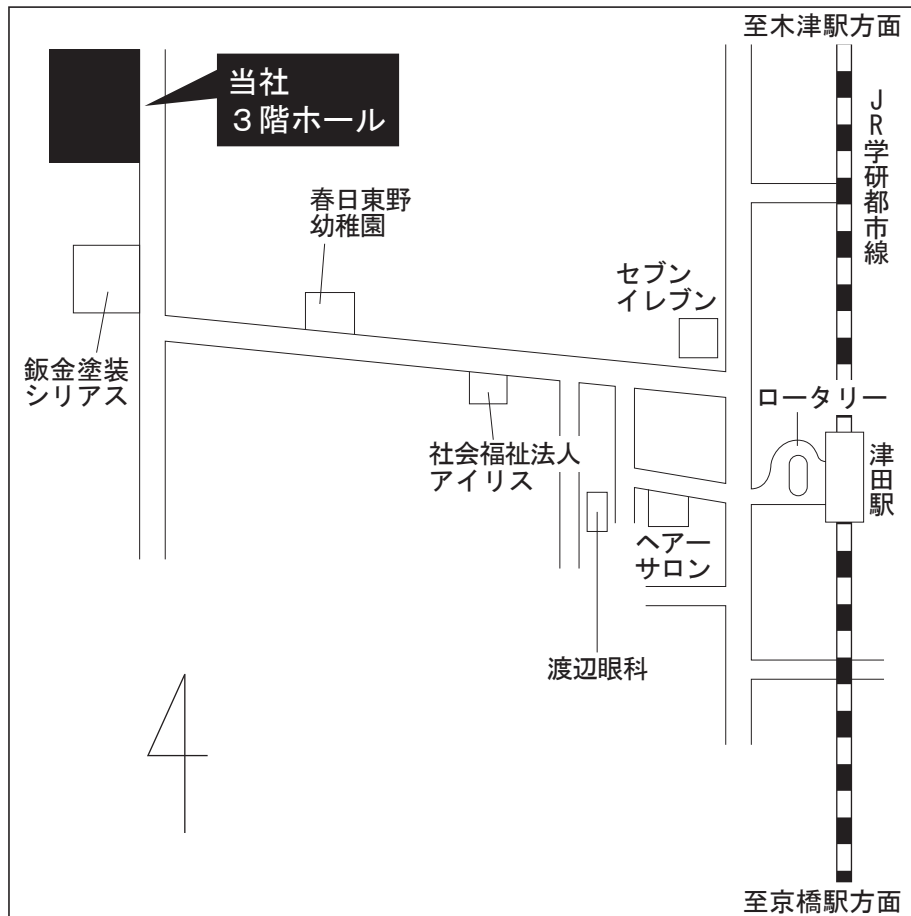 至木津駅方面
当社
３階ホール
JR学研都市線
春日東野
幼稚園
セブン
イレブン
鈑金塗装
シリアス
ロータリー
社会福祉法人
アイリス
津田駅
ヘアー
サロン
渡辺眼科
至京橋駅方面